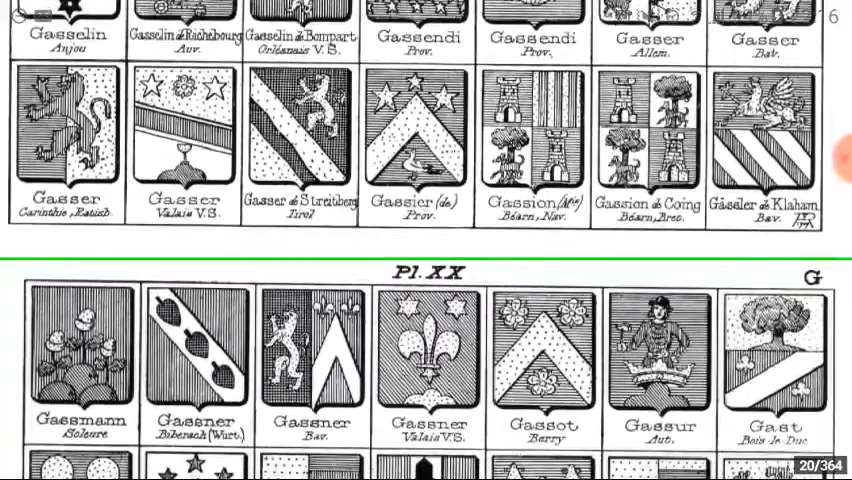 6
Gasselin Gasselin de Richebourg Gasselin de Bompart Gassendi Gassendi Gasser Gasser
Anjou Auv. Orléanais V.S. Prov. Prov. Allem. Bav.
Gasser Gasser Gasser de Streitberg Gassier (de) Gassion (Mis) Gassion de Coing Gässler de Klaham
Carinthie, Ratisb. Valais V.S. Tirol Prov. Béarn, Nav. Béarn, Bret. Bav.
Pl. XX G
Gassmann Gassner Gassner Gassner Gassot Gassur Gast
Soleure Biberach (Wurt.) Bav. Valais V.S. Berry Aut. Bois-le-Duc
20/364